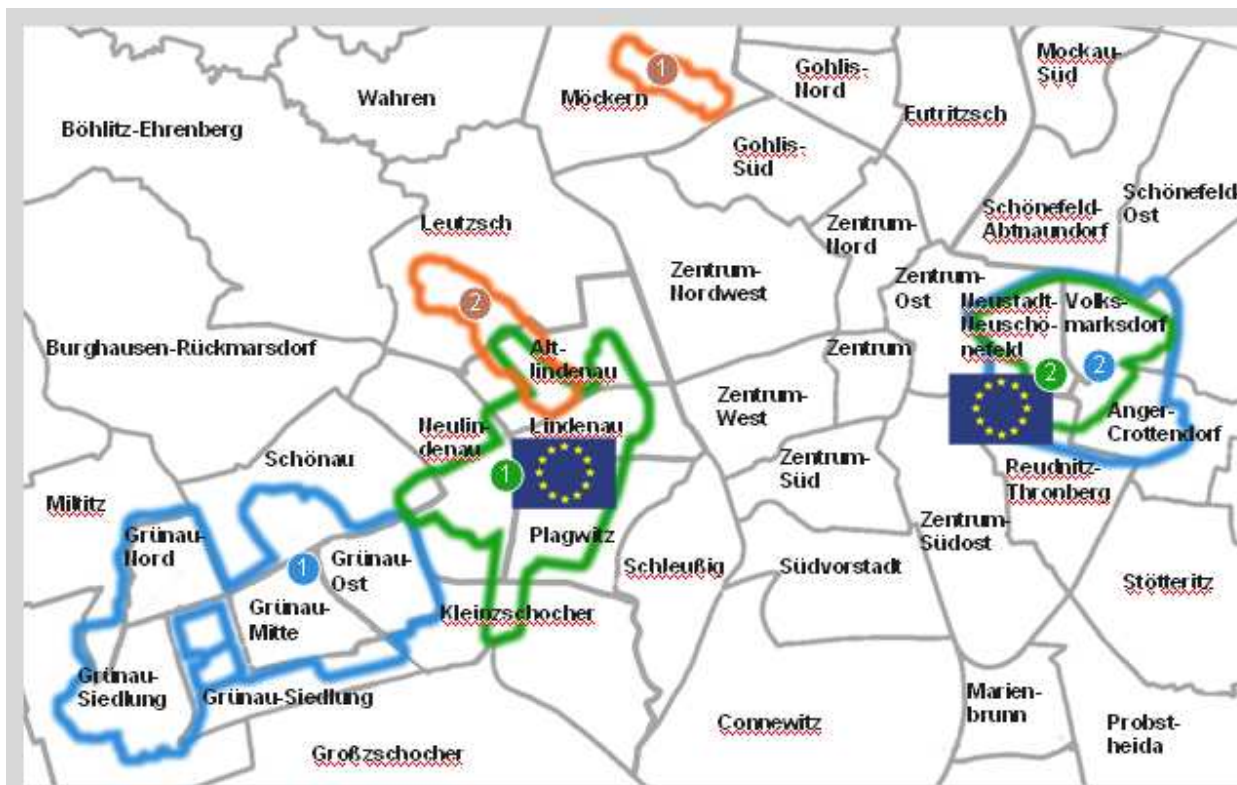 Mockau-
Süd
Gohlis-
Nord
Möckern
1
Wahren
Eutritzsch
Böhlitz-Ehrenberg
Gohlis-
Süd
Schönefeld-
Ost
Schönefeld-
Abtnaundorf
Leutzsch
Zentrum-
Nord
Zentrum-
Nordwest
Zentrum-
Ost
2
Neustadt-
Neuschö-
nefeld
Volks-
marksdorf
Burghausen-Rückmarsdorf
Alt-
lindenau
Zentrum
2
2
Zentrum-
West
Anger-
Crottendorf
Neulin-
denau
Lindenau
Schönau
Zentrum-
Süd
Reudnitz-
Thronberg
1
Miltitz
Grünau-
Nord
Plagwitz
Zentrum-
Südost
Grünau-
Ost
1
Schleußig
Südvorstadt
Stötteritz
Grünau-
Mitte
Kleinzschocher
Grünau-
Siedlung
Grünau-Siedlung
Marien-
brunn
Connewitz
Probst-
heida
Großzschocher